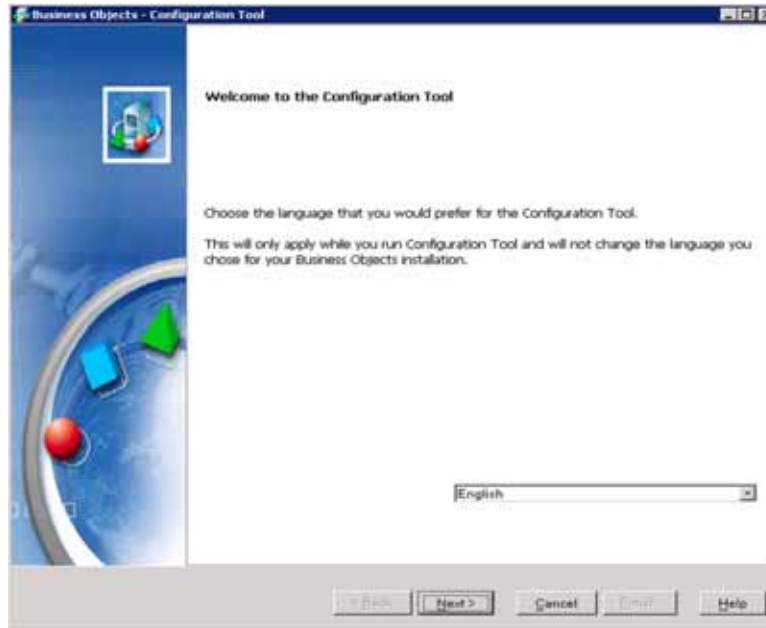 Business Objects - Configuration Tool
Welcome to the Configuration Tool
Choose the language that you would prefer for the Configuration Tool.
This will only apply while you run Configuration Tool and will not change the language you
chose for your Business Objects installation.
English
< Back Next > Cancel Help